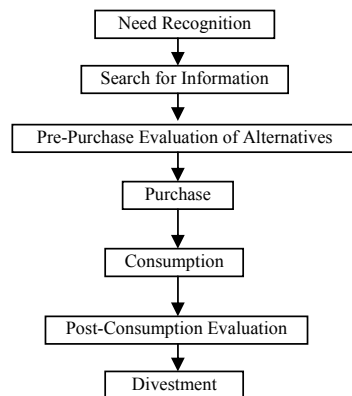 Need Recognition
Search for Information
Pre-Purchase Evaluation of Alternatives
Purchase
Consumption
Post-Consumption Evaluation
Divestment